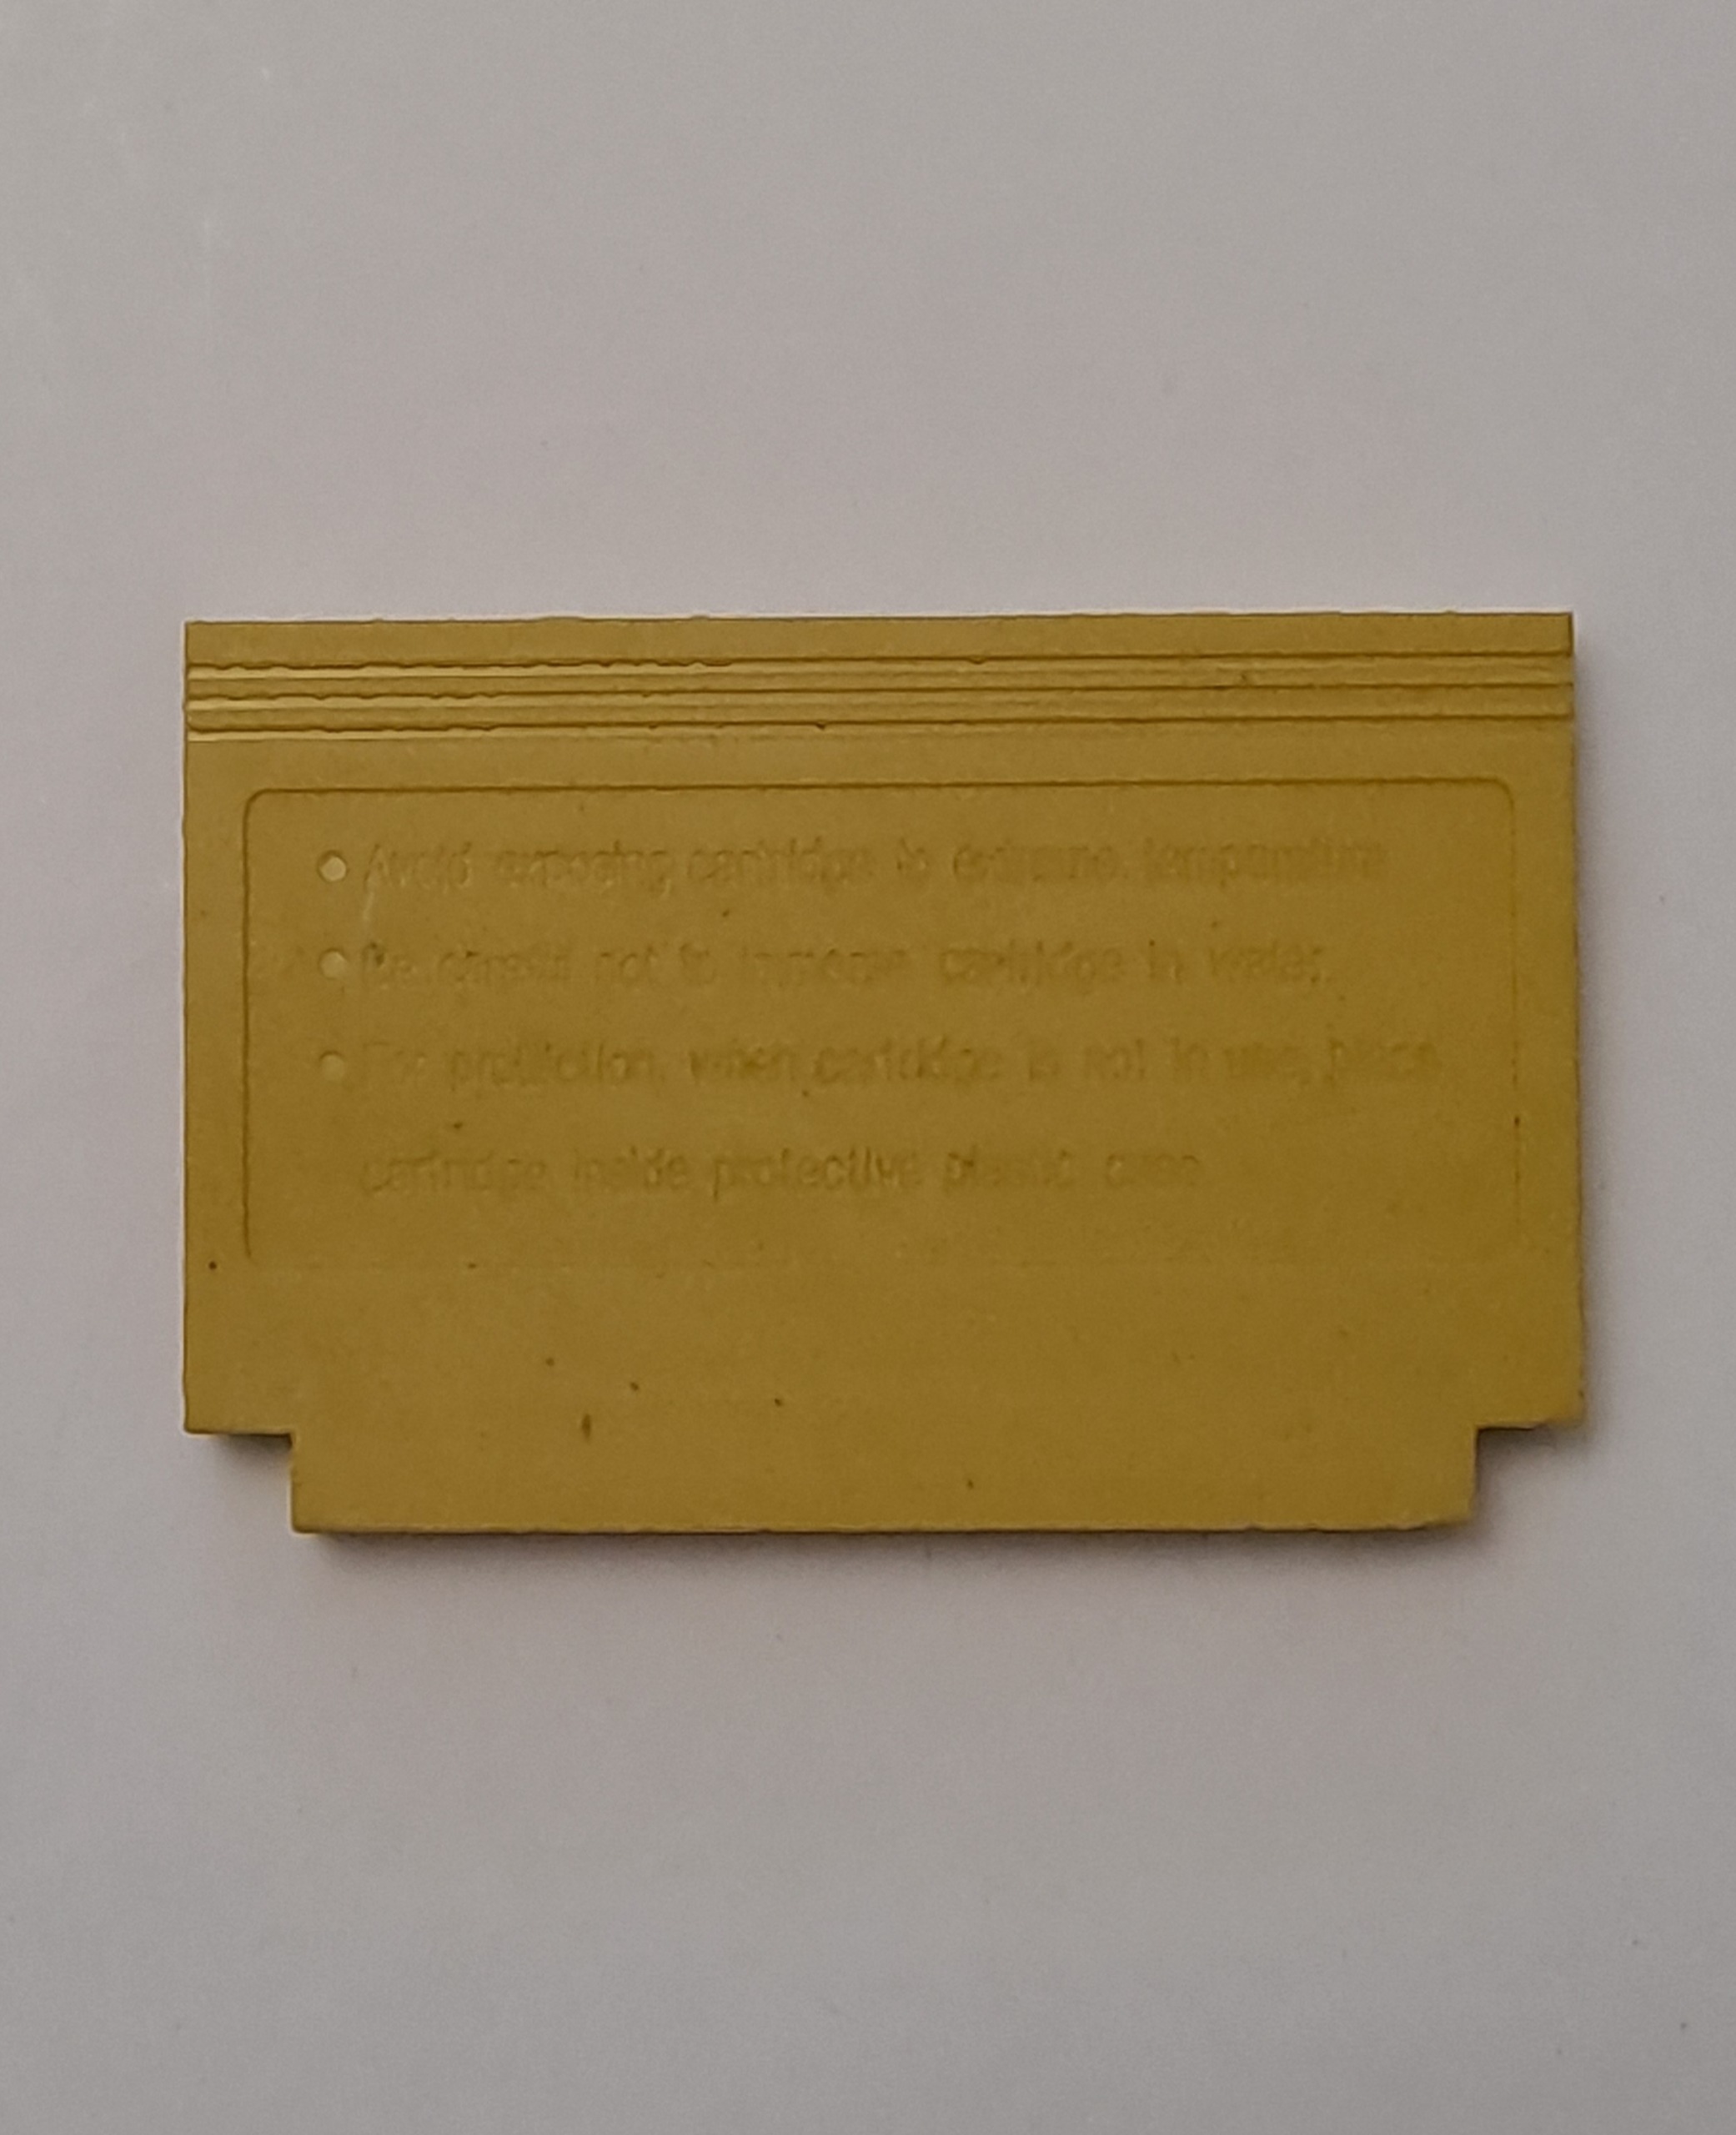 Avoid exposing cartridge to extreme temperature
Be careful not to immerse cartridge in water.
For protection, when cartridge is not in use, place
cartridge inside protective plastic case